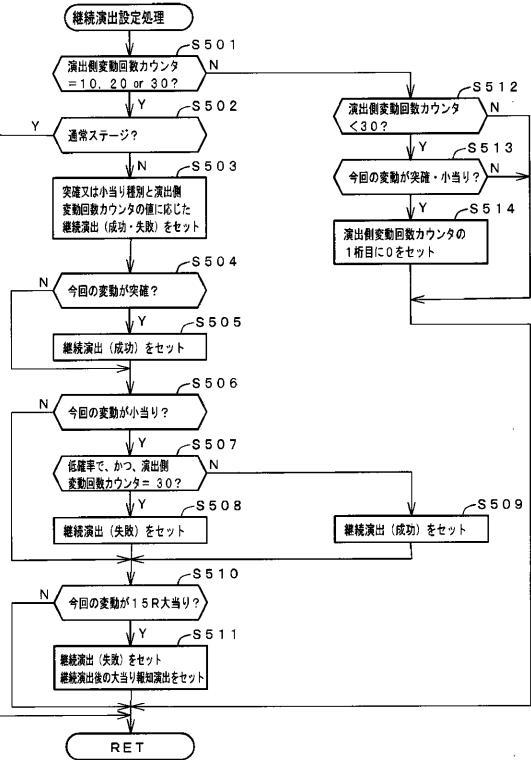 継続演出設定処理
S501
演出側変動回数カウンタ
=10, 20 or 30?
N
Y
S502
Y
通常ステージ?
N
S503
突確又は小当り種別と演出側
変動回数カウンタの値に応じた
継続演出(成功・失敗)をセット
S504
N
今回の変動が突確?
Y
S505
継続演出(成功)をセット
S506
N
今回の変動が小当り?
Y
S507
低確率で、かつ、演出側
変動回数カウンタ= 30?
N
Y
S508
継続演出(失敗)をセット
S509
継続演出(成功)をセット
S510
N
今回の変動が15R大当り?
Y
S511
継続演出(失敗)をセット
継続演出後の大当り報知演出をセット
RET
S512
演出側変動回数カウンタ
<30?
N
Y
S513
今回の変動が突確・小当り?
N
Y
S514
演出側変動回数カウンタの
1桁目に0をセット